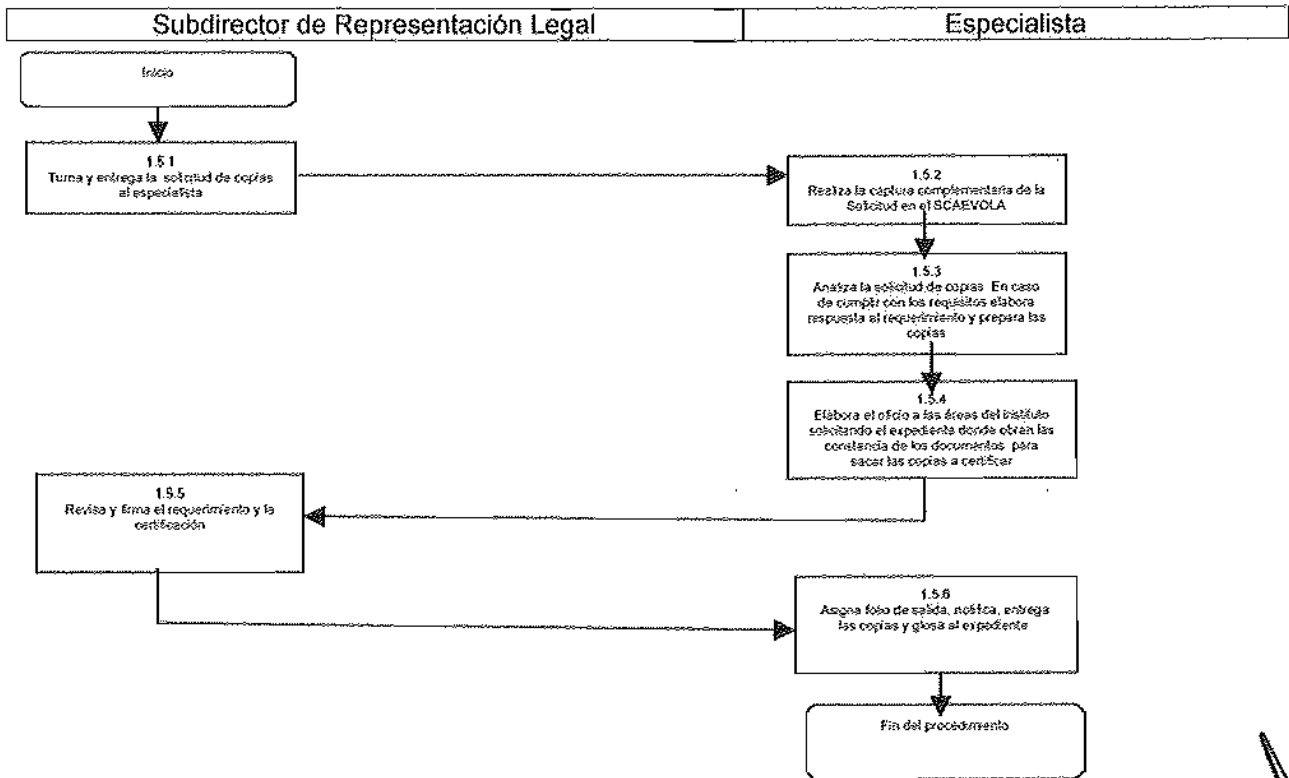 Subdirector de Representación Legal
Especialista
Inicio
1.5.1
Turna y entrega la solicitud de copias
al especialista
1.5.2
Realiza la captura complementaria de la
Solicitud en el SCAEVOLA
1.5.3
Analiza la solicitud de copias. En caso
de cumplir con los requisitos elabora
respuesta al requerimiento y prepara las
copias
1.5.4
Elabora el oficio a las áreas del instituto
solicitando el expediente donde obran las
constancia de los documentos para
sacar las copias a certificar
1.5.5
Revisa y firma el requerimiento y la
certificación
1.5.6
Asigna folio de salida, notifica, entrega
las copias y glosa al expediente
Fin del procedimiento